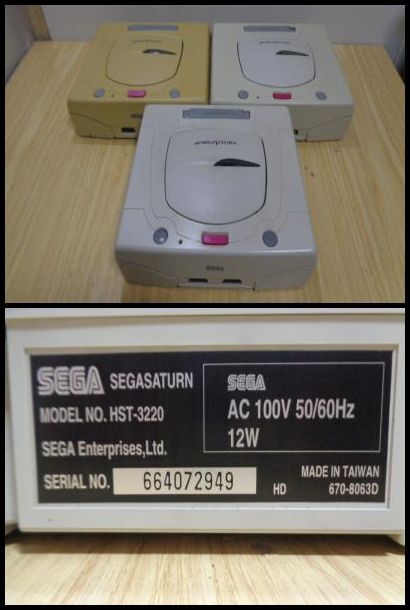 SEGA
SEGA
SEGA SEGASATURN
MODEL NO. HST-3220
SEGA Enterprises,Ltd.
SERIAL NO. 664072949
SEGA
AC 100V 50/60Hz
12W
HD
MADE IN TAIWAN
670-8063D